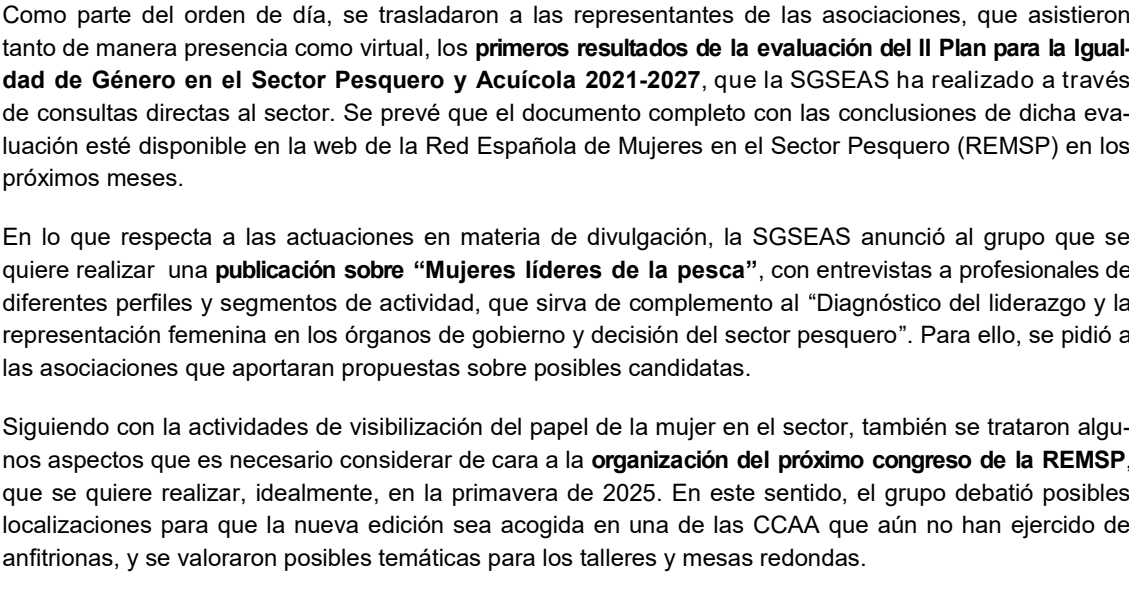 Como parte del orden de día, se trasladaron a las representantes de las asociaciones, que asistieron
tanto de manera presencia como virtual, los primeros resultados de la evaluación del II Plan para la Igual-
dad de Género en el Sector Pesquero y Acuícola 2021-2027, que la SGSEAS ha realizado a través
de consultas directas al sector. Se prevé que el documento completo con las conclusiones de dicha eva-
luación esté disponible en la web de la Red Española de Mujeres en el Sector Pesquero (REMSP) en los
próximos meses.
En lo que respecta a las actuaciones en materia de divulgación, la SGSEAS anunció al grupo que se
quiere realizar una publicación sobre “Mujeres líderes de la pesca”, con entrevistas a profesionales de
diferentes perfiles y segmentos de actividad, que sirva de complemento al “Diagnóstico del liderazgo y la
representación femenina en los órganos de gobierno y decisión del sector pesquero”. Para ello, se pidió a
las asociaciones que aportaran propuestas sobre posibles candidatas.
Siguiendo con la actividades de visibilización del papel de la mujer en el sector, también se trataron algu-
nos aspectos que es necesario considerar de cara a la organización del próximo congreso de la REMSP,
que se quiere realizar, idealmente, en la primavera de 2025. En este sentido, el grupo debatió posibles
localizaciones para que la nueva edición sea acogida en una de las CCAA que aún no han ejercido de
anfitrionas, y se valoraron posibles temáticas para los talleres y mesas redondas.